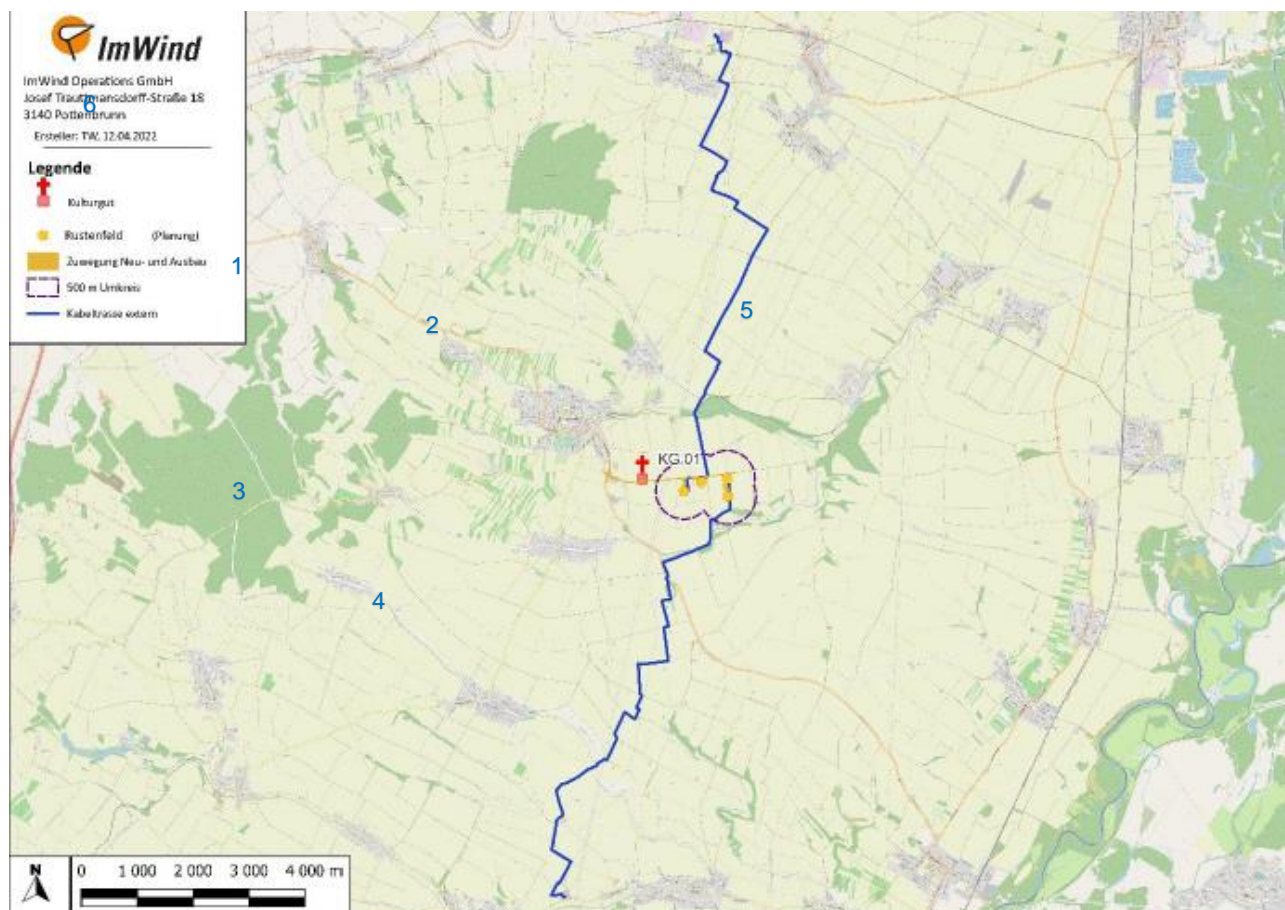 ImWind
ImWind Operations GmbH
Josef Trauttmansdorff-Straße 18
6
3140 Pottenbrunn
Ersteller: TW, 12.04.2022
Legende
Kulturgut
Rustenfeld (Planung)
Zuwegung Neu- und Ausbau
1
500 m Umkreis
Kabeltrasse extern
2
5
KG.01
3
4
N
0 1 000 2 000 3 000 4 000 m